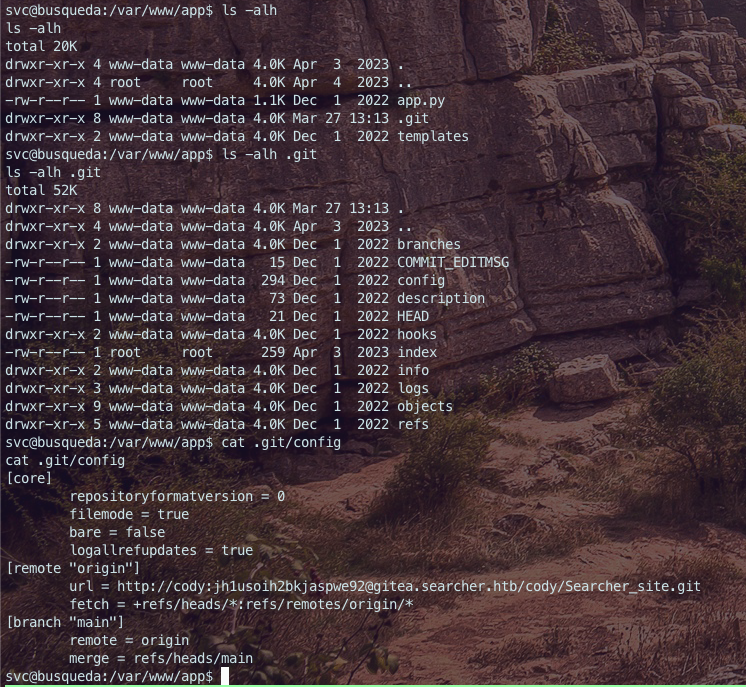 svc@busqueda:/var/www/app$ ls -alh
ls -alh
total 20K
drwxr-xr-x 4 www-data www-data 4.0K Apr  3  2023 .
drwxr-xr-x 4 root     root     4.0K Apr  4  2023 ..
-rw-r--r-- 1 www-data www-data 1.1K Dec  1  2022 app.py
drwxr-xr-x 8 www-data www-data 4.0K Mar 27 13:13 .git
drwxr-xr-x 2 www-data www-data 4.0K Dec  1  2022 templates
svc@busqueda:/var/www/app$ ls -alh .git
ls -alh .git
total 52K
drwxr-xr-x 8 www-data www-data 4.0K Mar 27 13:13 .
drwxr-xr-x 4 www-data www-data 4.0K Apr  3  2023 ..
drwxr-xr-x 2 www-data www-data 4.0K Dec  1  2022 branches
-rw-r--r-- 1 www-data www-data   15 Dec  1  2022 COMMIT_EDITMSG
-rw-r--r-- 1 www-data www-data  294 Dec  1  2022 config
-rw-r--r-- 1 www-data www-data   73 Dec  1  2022 description
-rw-r--r-- 1 www-data www-data   21 Dec  1  2022 HEAD
drwxr-xr-x 2 www-data www-data 4.0K Dec  1  2022 hooks
-rw-r--r-- 1 root     root      259 Apr  3  2023 index
drwxr-xr-x 2 www-data www-data 4.0K Dec  1  2022 info
drwxr-xr-x 3 www-data www-data 4.0K Dec  1  2022 logs
drwxr-xr-x 9 www-data www-data 4.0K Dec  1  2022 objects
drwxr-xr-x 5 www-data www-data 4.0K Dec  1  2022 refs
svc@busqueda:/var/www/app$ cat .git/config
cat .git/config
[core]
        repositoryformatversion = 0
        filemode = true
        bare = false
        logallrefupdates = true
[remote "origin"]
        url = http://cody:jh1usoih2bkjaspwe92@gitea.searcher.htb/cody/Searcher_site.git
        fetch = +refs/heads/*:refs/remotes/origin/*
[branch "main"]
        remote = origin
        merge = refs/heads/main
svc@busqueda:/var/www/app$